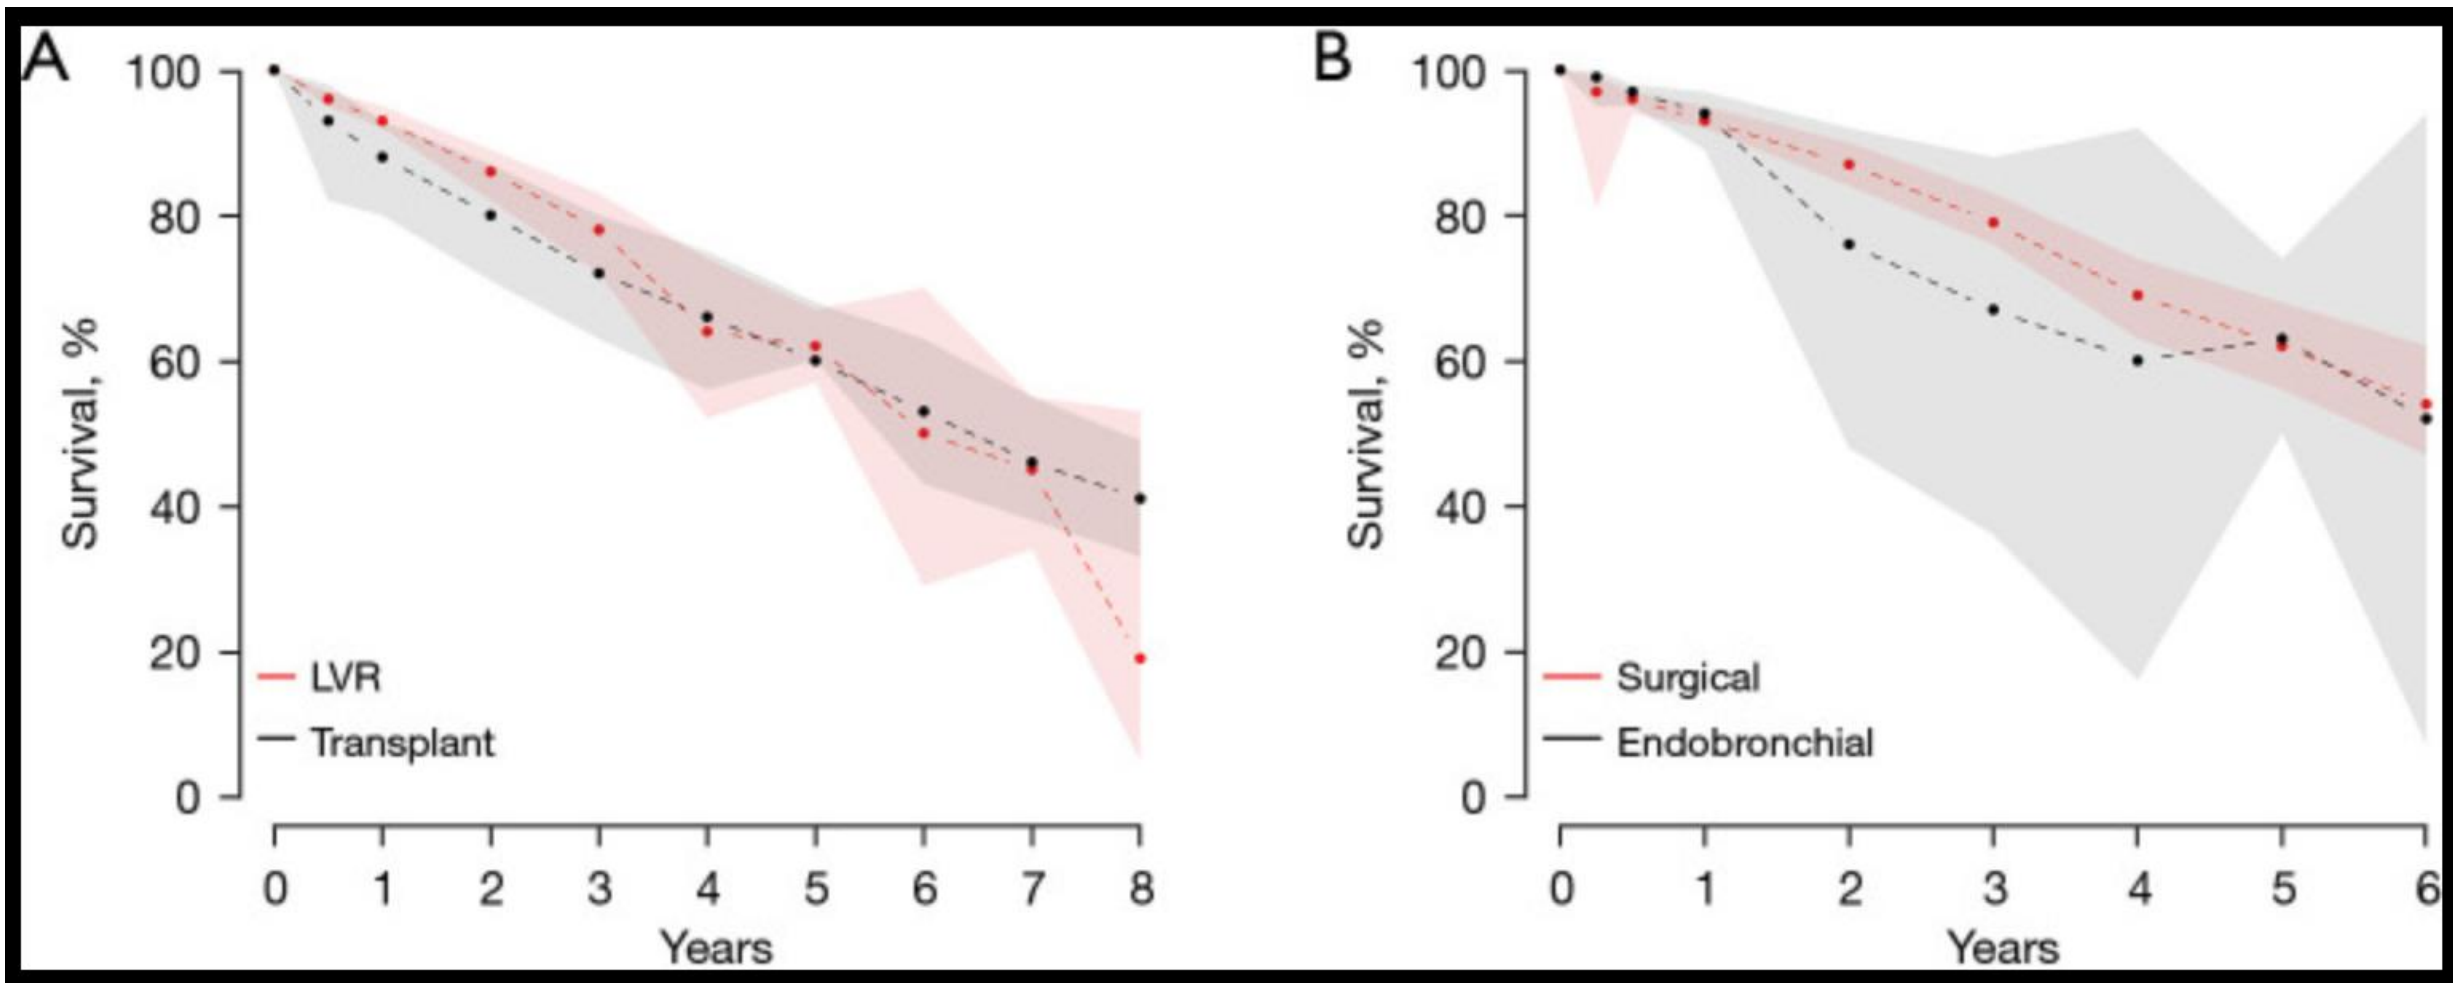 A
100
80
60
40
20
0
Survival, %
LVR
Transplant
0 1 2 3 4 5 6 7 8
Years
B
100
80
60
40
20
0
Survival, %
Surgical
Endobronchial
0 1 2 3 4 5 6
Years